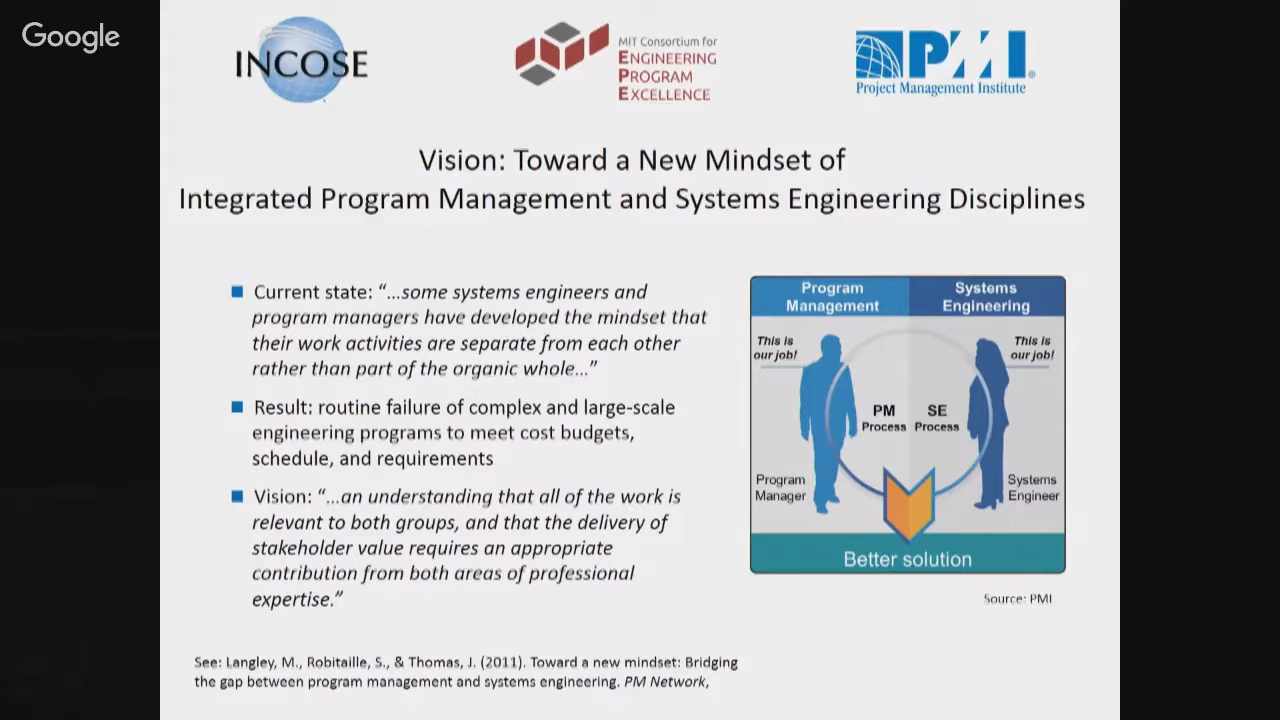 Google
INCOSE
MIT Consortium for
ENGINEERING
PROGRAM
EXCELLENCE
PMI®
Project Management Institute
Vision: Toward a New Mindset of
Integrated Program Management and Systems Engineering Disciplines
Current state: “…some systems engineers and
program managers have developed the mindset that
their work activities are separate from each other
rather than part of the organic whole…”
Result: routine failure of complex and large-scale
engineering programs to meet cost budgets,
schedule, and requirements
Vision: “…an understanding that all of the work is
relevant to both groups, and that the delivery of
stakeholder value requires an appropriate
contribution from both areas of professional
expertise.”
Program
Management
Systems
Engineering
This is
our job!
This is
our job!
PM
Process
SE
Process
Program
Manager
Systems
Engineer
Better solution
Source: PMI
See: Langley, M., Robitaille, S., & Thomas, J. (2011). Toward a new mindset: Bridging
the gap between program management and systems engineering. PM Network,